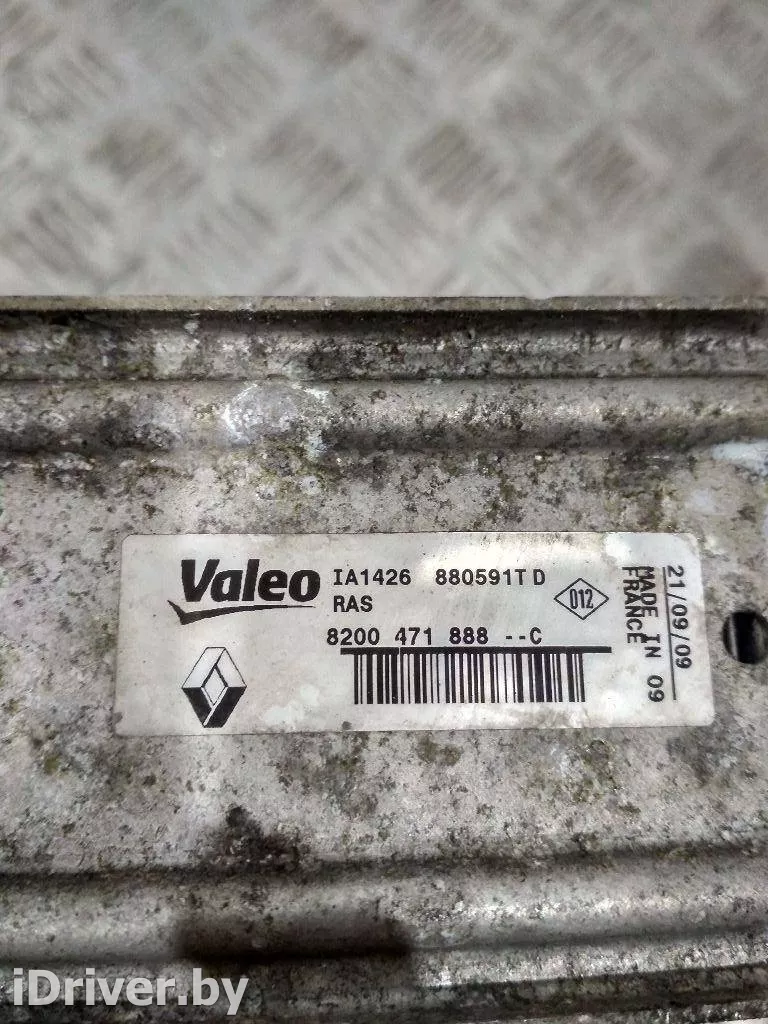 Valeo
IA1426 880591T D
RAS
012
8200 471 888 --C
21/09/09
MADE IN 09
FRANCE
iDriver.by